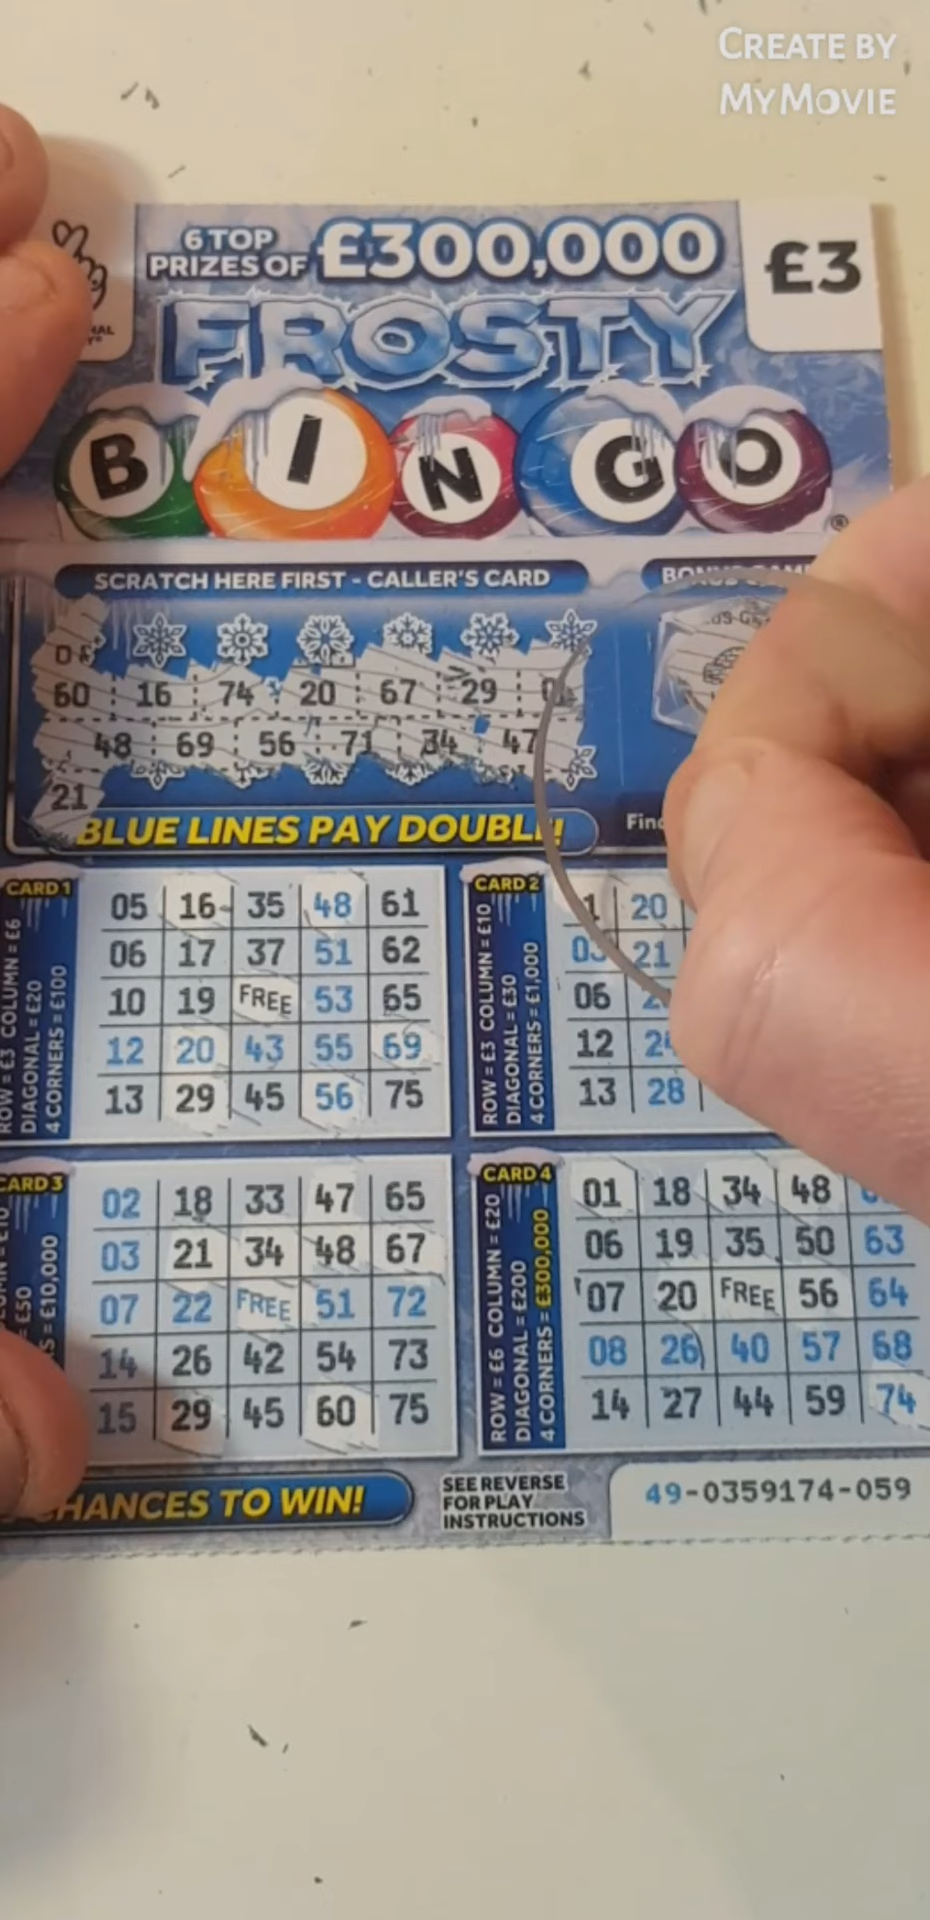 CREATE BY
MYMOVIE
6 TOP
PRIZES OF £300,000
£3
FROSTY
BINGO
®
SCRATCH HERE FIRST - CALLER'S CARD
60 16 74 20 67 29
48 69 56 71 34 47
21
BLUE LINES PAY DOUBLE!
CARD 1
ROW = £3 COLUMN = £6
DIAGONAL = £20
4 CORNERS = £100
05 16 35 48 61
06 17 37 51 62
10 19 FREE 53 65
12 20 43 55 69
13 29 45 56 75
CARD 2
ROW = £3 COLUMN = £10
DIAGONAL = £30
4 CORNERS = £1,000
20
21
06
12
13 28
CARD 3
= £50
= £10,000
02 18 33 47 65
03 21 34 48 67
07 22 FREE 51 72
14 26 42 54 73
15 29 45 60 75
CARD 4
ROW = £6 COLUMN = £20
DIAGONAL = £200
4 CORNERS = £300,000
01 18 34 48
06 19 35 50 63
07 20 FREE 56 64
08 26 40 57 68
14 27 44 59 74
CHANCES TO WIN!
SEE REVERSE
FOR PLAY
INSTRUCTIONS
49-0359174-059